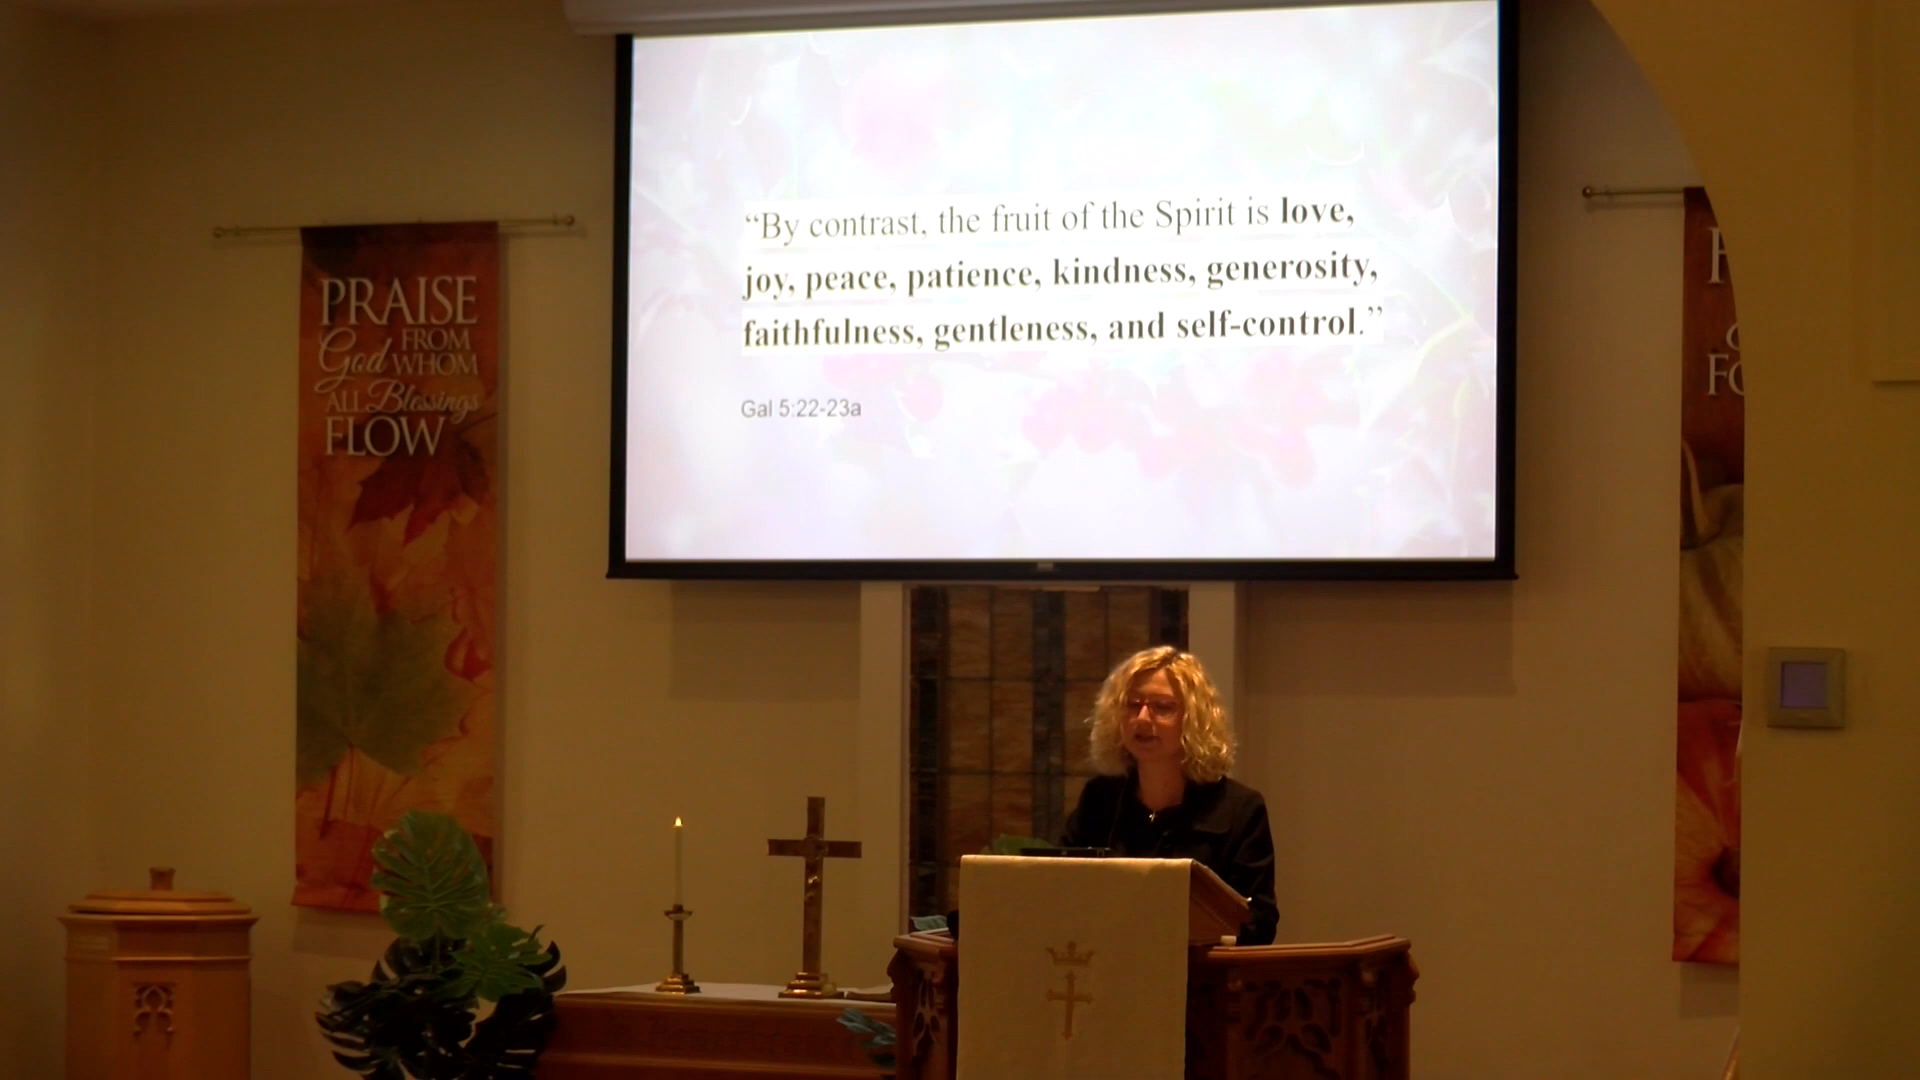 “By contrast, the fruit of the Spirit is love,
joy, peace, patience, kindness, generosity,
faithfulness, gentleness, and self-control.”
Gal 5:22-23a
PRAISE
FROM
God WHOM
ALL Blessings
FLOW